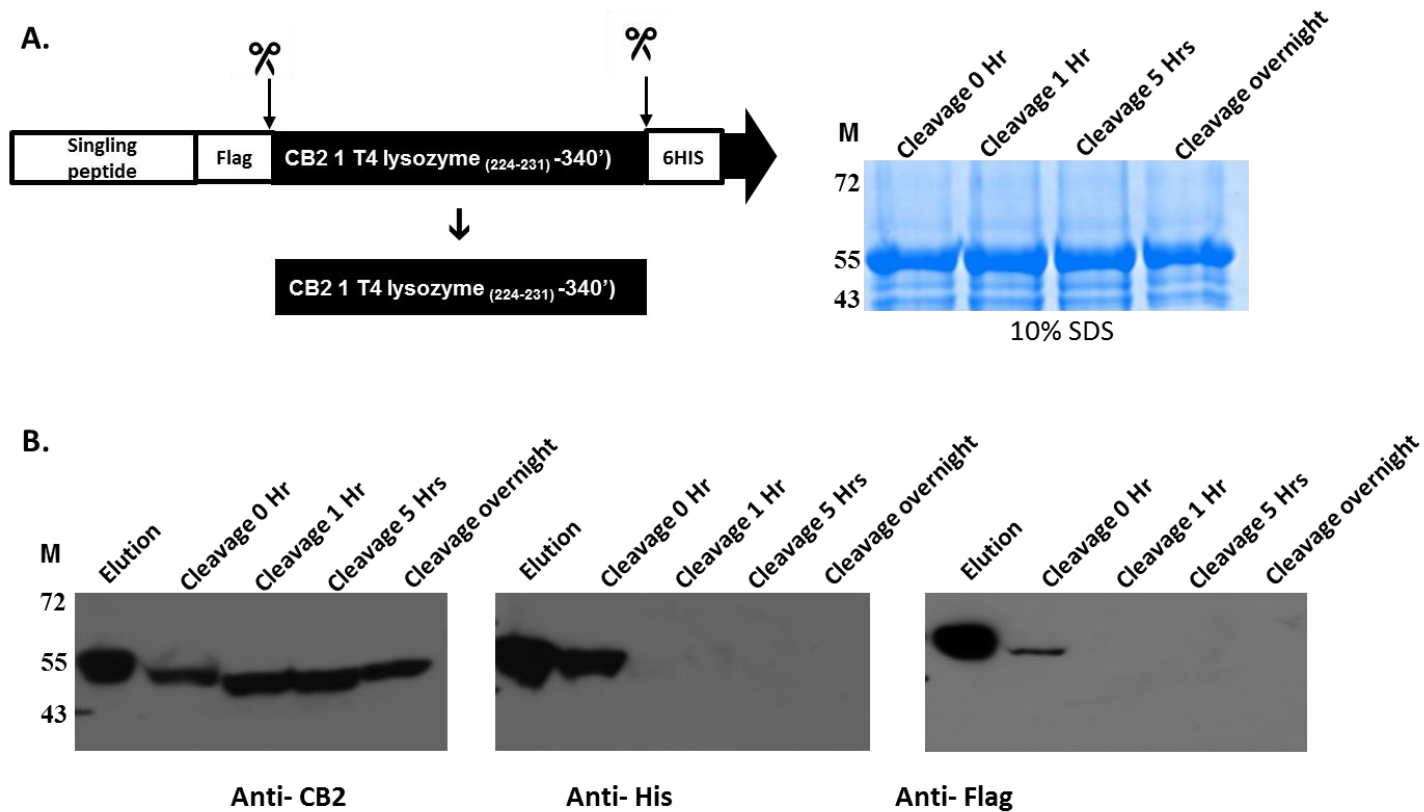 A.
Singling
peptide
Flag
CB2 1 T4 lysozyme (224-231) -340')
6HIS
CB2 1 T4 lysozyme (224-231) -340')
M
Cleavage 0 Hr
Cleavage 1 Hr
Cleavage 5 Hrs
Cleavage overnight
72
55
43
10% SDS
B.
M
Elution
Cleavage 0 Hr
Cleavage 1 Hr
Cleavage 5 Hrs
Cleavage overnight
72
55
43
Anti- CB2
Elution
Cleavage 0 Hr
Cleavage 1 Hr
Cleavage 5 Hrs
Cleavage overnight
Anti- His
Elution
Cleavage 0 Hr
Cleavage 1 Hr
Cleavage 5 Hrs
Cleavage overnight
Anti- Flag